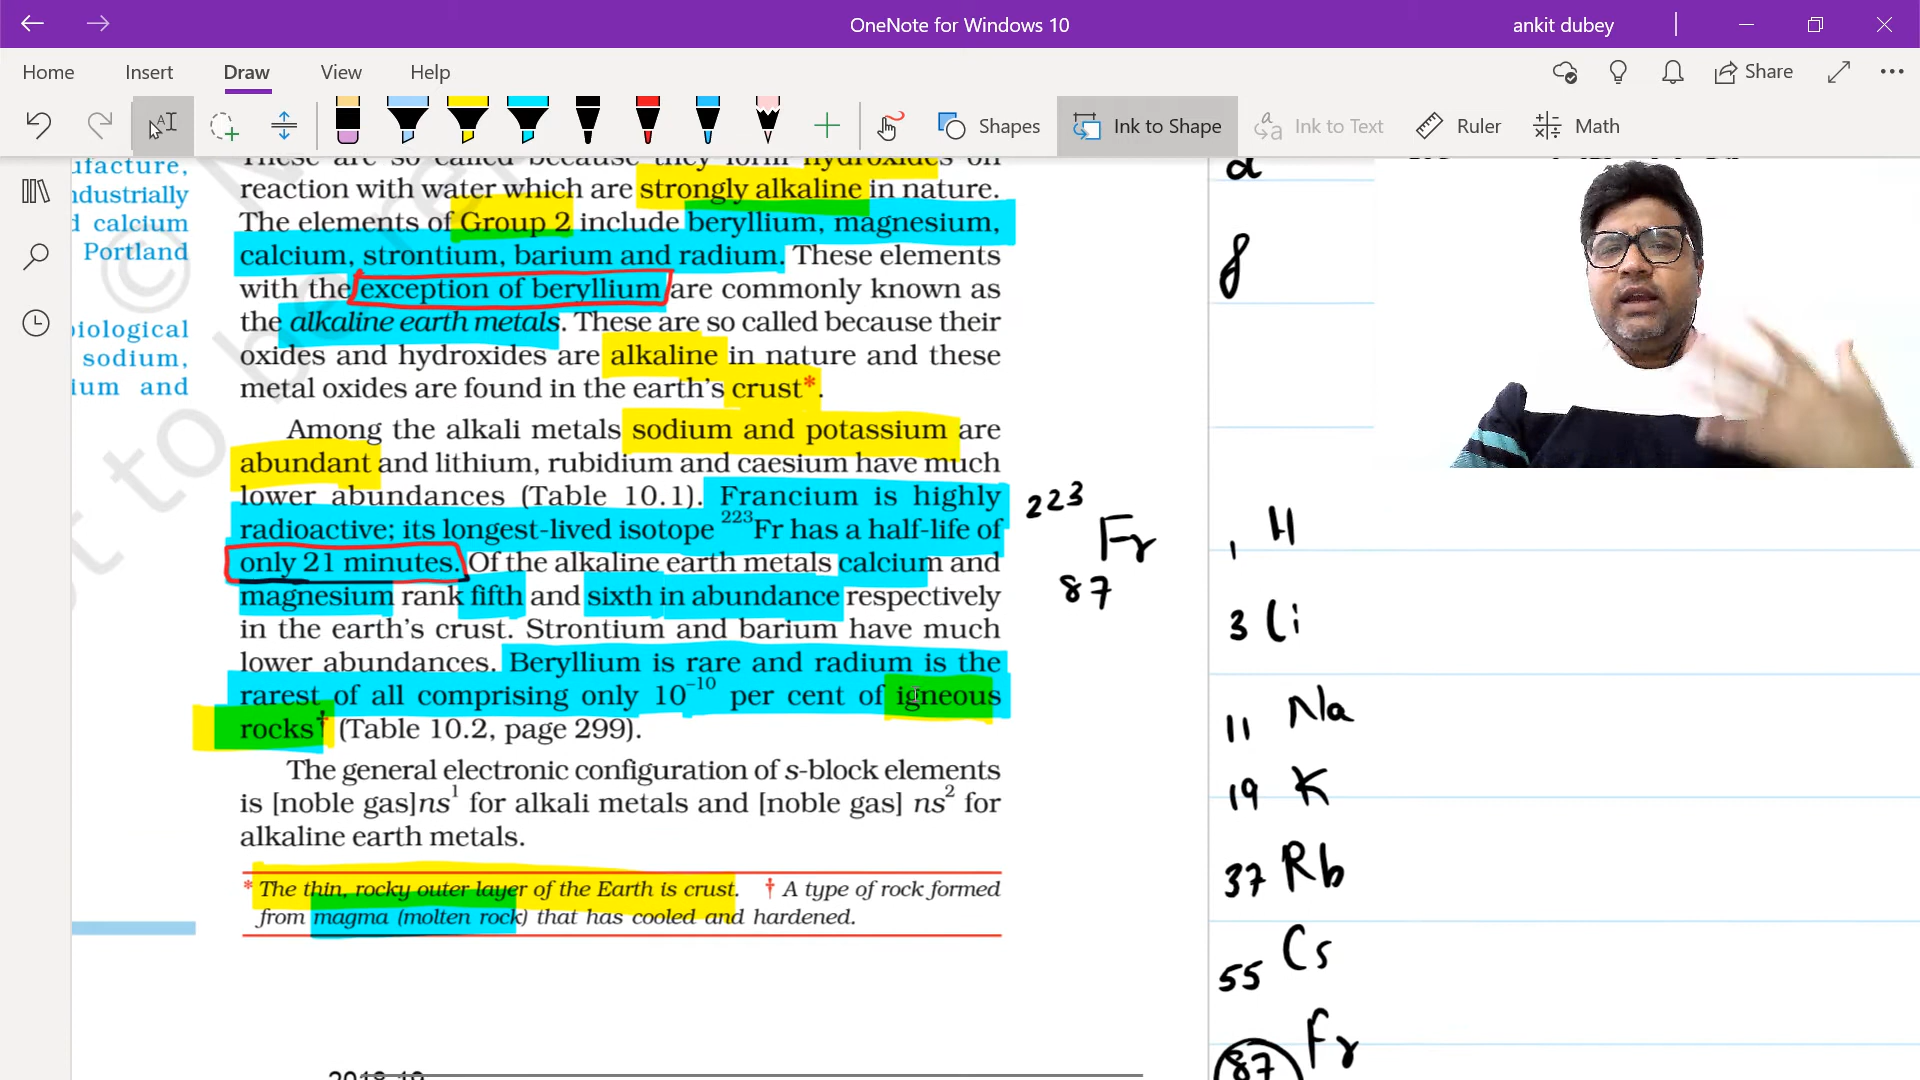 OneNote for Windows 10
ankit dubey
Home Insert Draw View Help
Share
Shapes Ink to Shape Ink to Text Ruler Math
ufacture,
ndustrially
d calcium
Portland
biological
sodium,
ium and
These are so called because they form hydroxides on
reaction with water which are strongly alkaline in nature.
The elements of Group 2 include beryllium, magnesium,
calcium, strontium, barium and radium. These elements
with the exception of beryllium are commonly known as
the alkaline earth metals. These are so called because their
oxides and hydroxides are alkaline in nature and these
metal oxides are found in the earth's crust*.
Among the alkali metals sodium and potassium are
abundant and lithium, rubidium and caesium have much
lower abundances (Table 10.1). Francium is highly
radioactive; its longest-lived isotope ²²³Fr has a half-life of
only 21 minutes. Of the alkaline earth metals calcium and
magnesium rank fifth and sixth in abundance respectively
in the earth's crust. Strontium and barium have much
lower abundances. Beryllium is rare and radium is the
rarest of all comprising only 10⁻¹⁰ per cent of igneous
rocks† (Table 10.2, page 299).
The general electronic configuration of s-block elements
is [noble gas]ns¹ for alkali metals and [noble gas] ns² for
alkaline earth metals.
* The thin, rocky outer layer of the Earth is crust. † A type of rock formed
from magma (molten rock) that has cooled and hardened.
2018-19
223
Fr
87
1 H
3 Li
11 Na
19 K
37 Rb
55 Cs
87 Fr